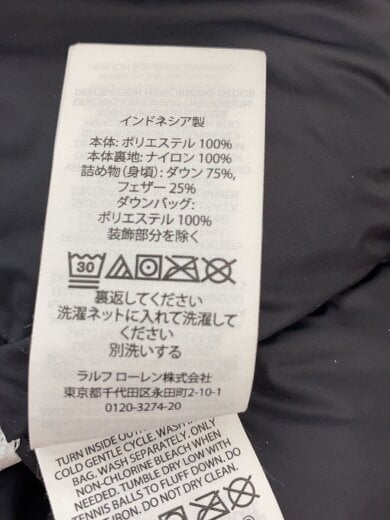 インドネシア製
本体: ポリエステル 100%
本体裏地: ナイロン 100%
詰め物 (身頃) : ダウン 75%,
フェザー 25%
ダウンバッグ:
ポリエステル 100%
装飾部分を除く
30
裏返してください
洗濯ネットに入れて洗濯して
ください
別洗いする
ラルフ ローレン株式会社
東京都千代田区永田町2-10-1
0120-3274-20
TURN INSIDE OUT
COLD GENTLE CYCLE. WASH IN
BAG. WASH SEPARATELY. ONLY
NON-CHLORINE BLEACH WHEN
NEEDED. TUMBLE DRY LOW WITH
TENNIS BALLS TO FLUFF DOWN. DO
NOT IRON. DO NOT DRY CLEAN.